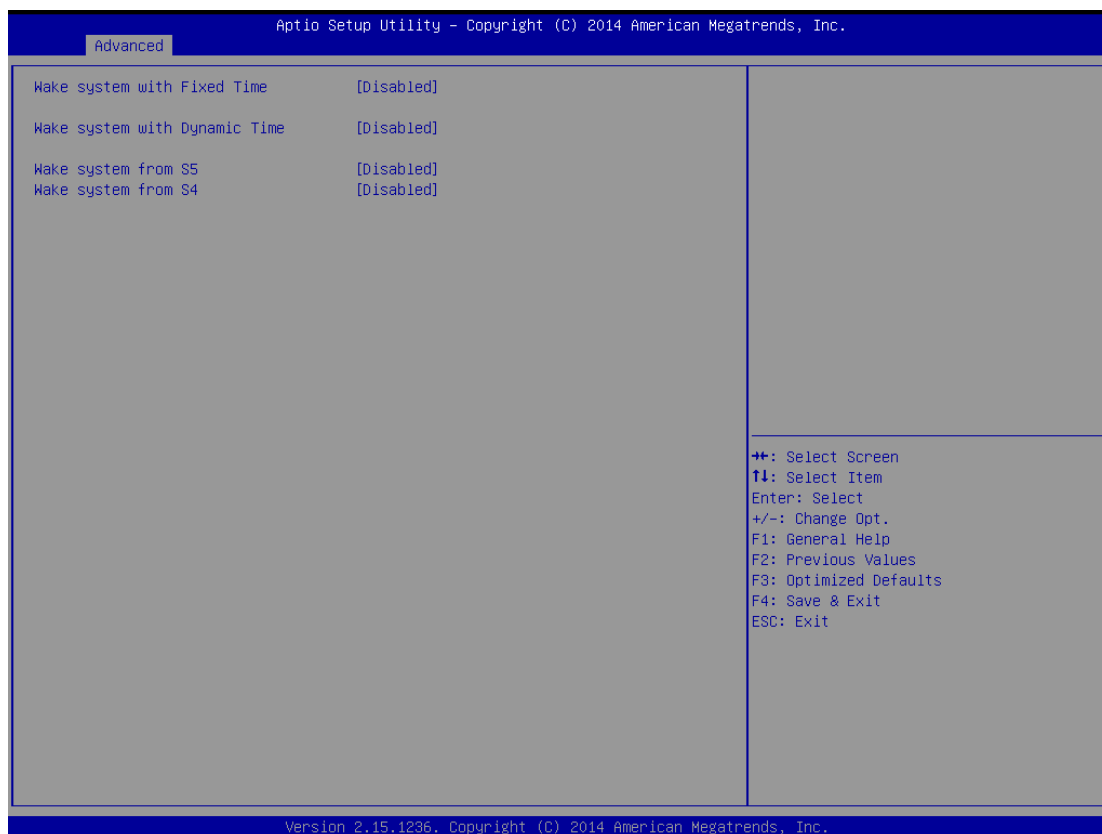 Aptio Setup Utility – Copyright (C) 2014 American Megatrends, Inc.
Advanced
Wake system with Fixed Time [Disabled]
Wake system with Dynamic Time [Disabled]
Wake system from S5 [Disabled]
Wake system from S4 [Disabled]
→←: Select Screen
↑↓: Select Item
Enter: Select
+/-: Change Opt.
F1: General Help
F2: Previous Values
F3: Optimized Defaults
F4: Save & Exit
ESC: Exit
Version 2.15.1236. Copyright (C) 2014 American Megatrends, Inc.